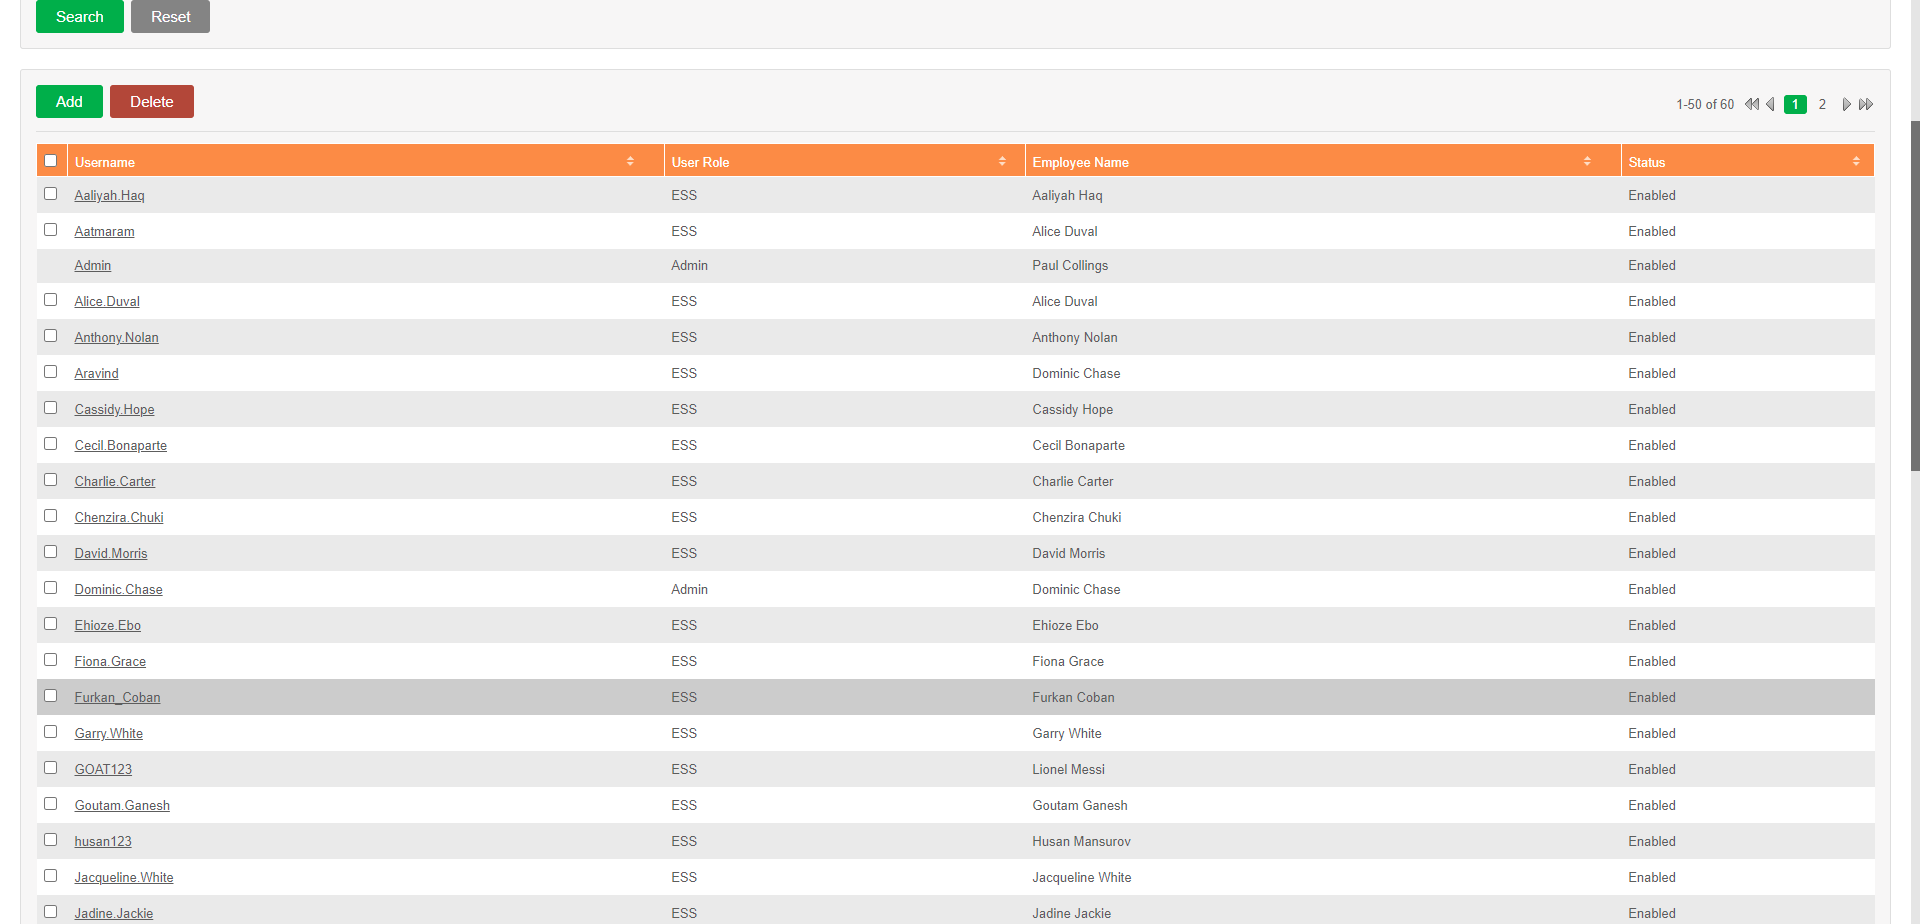 Search Reset
Add Delete 1-50 of 60 1 2
Username User Role Employee Name Status
Aaliyah.Haq ESS Aaliyah Haq Enabled
Aatmaram ESS Alice Duval Enabled
Admin Admin Paul Collings Enabled
Alice.Duval ESS Alice Duval Enabled
Anthony.Nolan ESS Anthony Nolan Enabled
Aravind ESS Dominic Chase Enabled
Cassidy.Hope ESS Cassidy Hope Enabled
Cecil.Bonaparte ESS Cecil Bonaparte Enabled
Charlie.Carter ESS Charlie Carter Enabled
Chenzira.Chuki ESS Chenzira Chuki Enabled
David.Morris ESS David Morris Enabled
Dominic.Chase Admin Dominic Chase Enabled
Ehioze.Ebo ESS Ehioze Ebo Enabled
Fiona.Grace ESS Fiona Grace Enabled
Furkan_Coban ESS Furkan Coban Enabled
Garry.White ESS Garry White Enabled
GOAT123 ESS Lionel Messi Enabled
Goutam.Ganesh ESS Goutam Ganesh Enabled
husan123 ESS Husan Mansurov Enabled
Jacqueline.White ESS Jacqueline White Enabled
Jadine.Jackie ESS Jadine Jackie Enabled